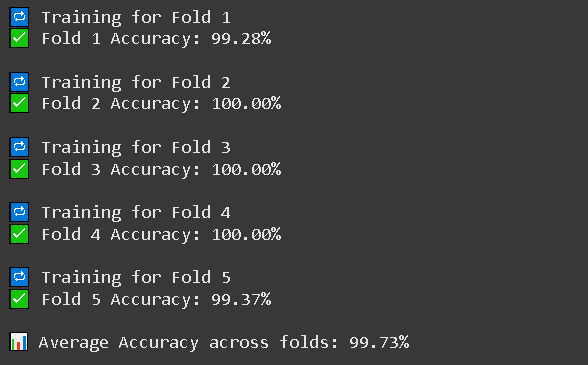 Training for Fold 1
Fold 1 Accuracy: 99.28%
Training for Fold 2
Fold 2 Accuracy: 100.00%
Training for Fold 3
Fold 3 Accuracy: 100.00%
Training for Fold 4
Fold 4 Accuracy: 100.00%
Training for Fold 5
Fold 5 Accuracy: 99.37%
Average Accuracy across folds: 99.73%